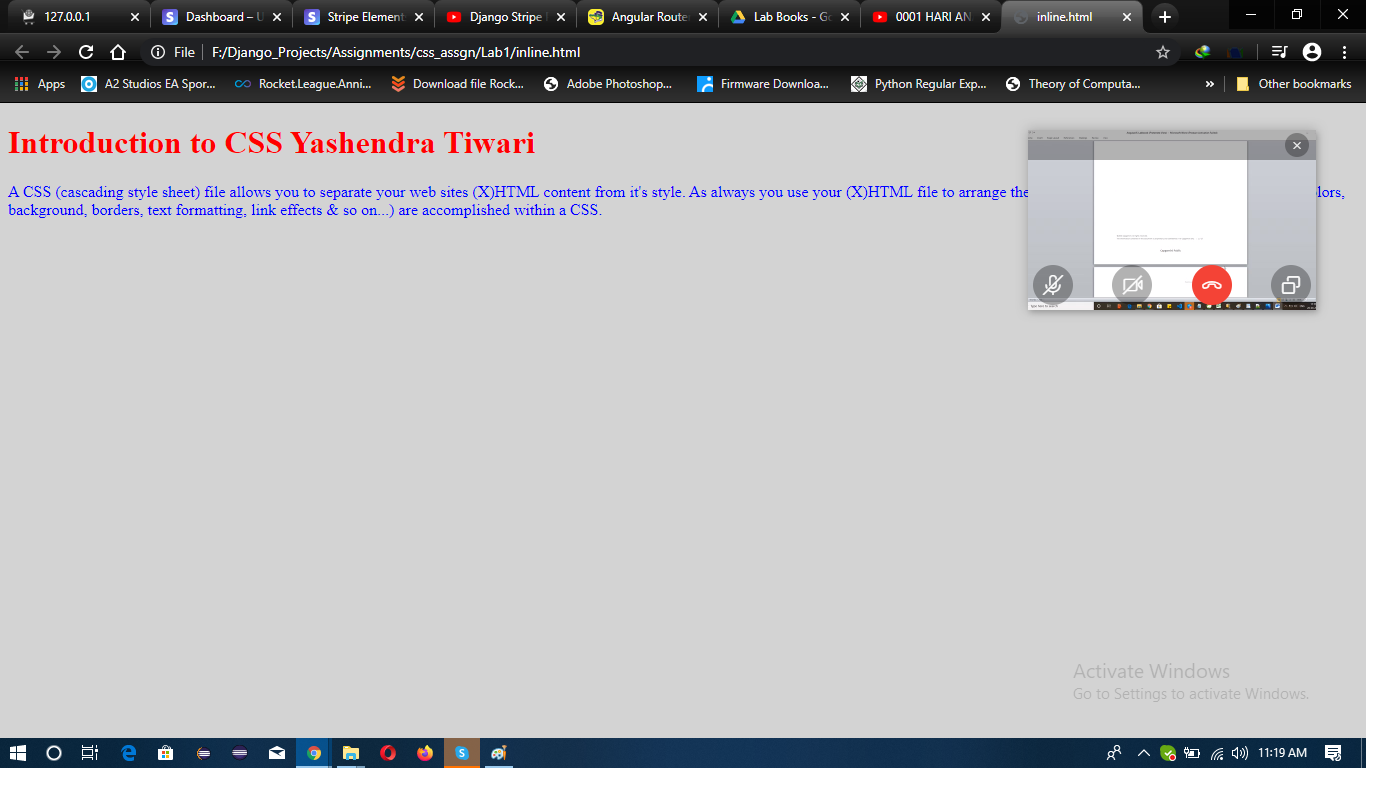 127.0.0.1
Dashboard – U
Stripe Element
Django Stripe
Angular Route
Lab Books - Go
0001 HARI AN
inline.html
File
F:/Django_Projects/Assignments/css_assgn/Lab1/inline.html
Apps
A2 Studios EA Spor...
Rocket.League.Anni...
Download file Rock...
Adobe Photoshop...
Firmware Downloa...
Python Regular Exp...
Theory of Computa...
»
Other bookmarks
Introduction to CSS Yashendra Tiwari
A CSS (cascading style sheet) file allows you to separate your web sites (X)HTML content from it's style. As always you use your (X)HTML file to arrange the lors,
background, borders, text formatting, link effects & so on...) are accomplished within a CSS.
Activate Windows
Go to Settings to activate Windows.
11:19 AM